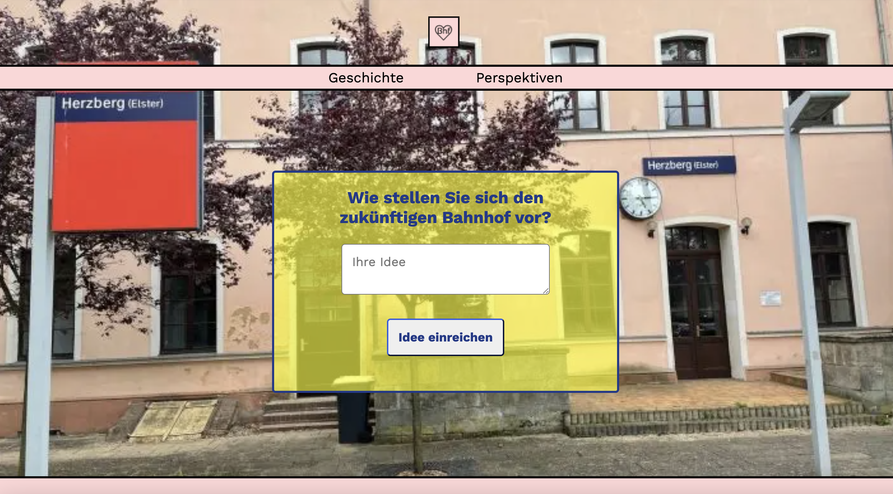 Bhf
Geschichte
Perspektiven
Herzberg (Elster)
Herzberg (Elster)
Wie stellen Sie sich den
zukünftigen Bahnhof vor?
Ihre Idee
Idee einreichen